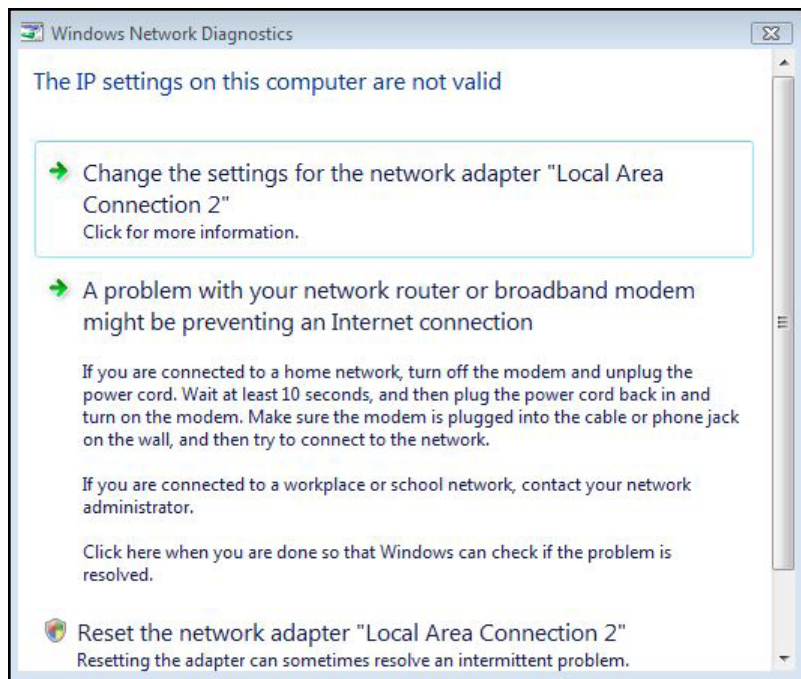 Windows Network Diagnostics
The IP settings on this computer are not valid
Change the settings for the network adapter "Local Area
Connection 2"
Click for more information.
A problem with your network router or broadband modem
might be preventing an Internet connection
If you are connected to a home network, turn off the modem and unplug the
power cord. Wait at least 10 seconds, and then plug the power cord back in and
turn on the modem. Make sure the modem is plugged into the cable or phone jack
on the wall, and then try to connect to the network.
If you are connected to a workplace or school network, contact your network
administrator.
Click here when you are done so that Windows can check if the problem is
resolved.
Reset the network adapter "Local Area Connection 2"
Resetting the adapter can sometimes resolve an intermittent problem.